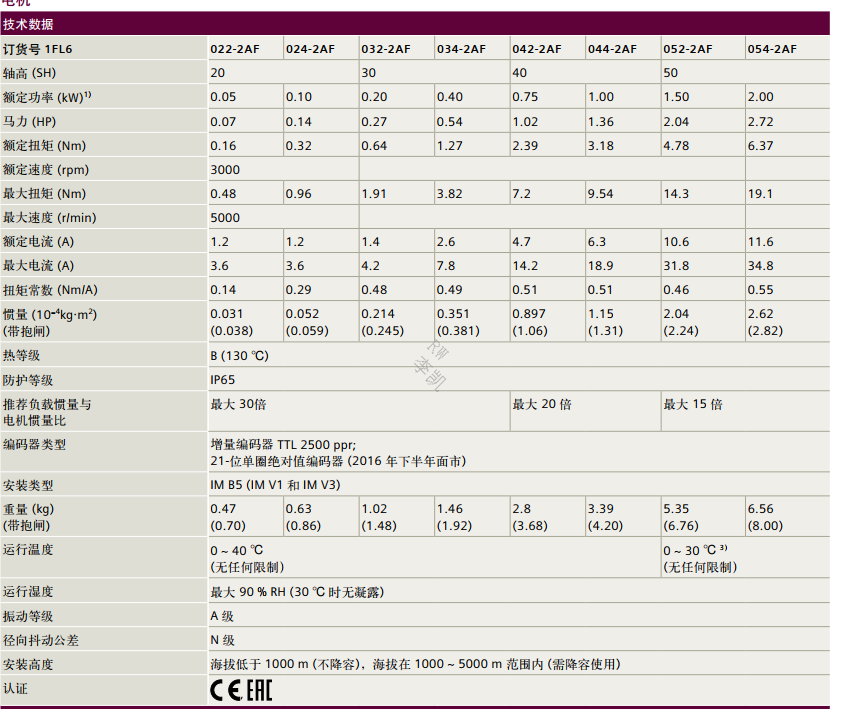 电机
技术数据
订货号 1FL6 022-2AF 024-2AF 032-2AF 034-2AF 042-2AF 044-2AF 052-2AF 054-2AF
轴高 (SH) 20 30 40 50
额定功率 (kW)¹⁾ 0.05 0.10 0.20 0.40 0.75 1.00 1.50 2.00
马力 (HP) 0.07 0.14 0.27 0.54 1.02 1.36 2.04 2.72
额定扭矩 (Nm) 0.16 0.32 0.64 1.27 2.39 3.18 4.78 6.37
额定速度 (rpm) 3000
最大扭矩 (Nm) 0.48 0.96 1.91 3.82 7.2 9.54 14.3 19.1
最大速度 (r/min) 5000
额定电流 (A) 1.2 1.2 1.4 2.6 4.7 6.3 10.6 11.6
最大电流 (A) 3.6 3.6 4.2 7.8 14.2 18.9 31.8 34.8
扭矩常数 (Nm/A) 0.14 0.29 0.48 0.49 0.51 0.51 0.46 0.55
惯量 (10⁻⁴kg·m²) 0.031 0.052 0.214 0.351 0.897 1.15 2.04 2.62
(带抱闸) (0.038) (0.059) (0.245) (0.381) (1.06) (1.31) (2.24) (2.82)
热等级 B (130 ℃)
防护等级 IP65
推荐负载惯量与 最大 30倍 最大 20 倍 最大 15 倍
电机惯量比
编码器类型 增量编码器 TTL 2500 ppr;
21-位单圈绝对值编码器 (2016 年下半年面市)
安装类型 IM B5 (IM V1 和 IM V3)
重量 (kg) 0.47 0.63 1.02 1.46 2.8 3.39 5.35 6.56
(带抱闸) (0.70) (0.86) (1.48) (1.92) (3.68) (4.20) (6.76) (8.00)
运行温度 0 ~ 40 ℃ 0 ~ 30 ℃ ³⁾
(无任何限制) (无任何限制)
运行湿度 最大 90 % RH (30 ℃ 时无凝露)
振动等级 A 级
径向抖动公差 N 级
安装高度 海拔低于 1000 m (不降容)，海拔在 1000 ~ 5000 m 范围内 (需降容使用)
认证 CE EAC
RW
李凯